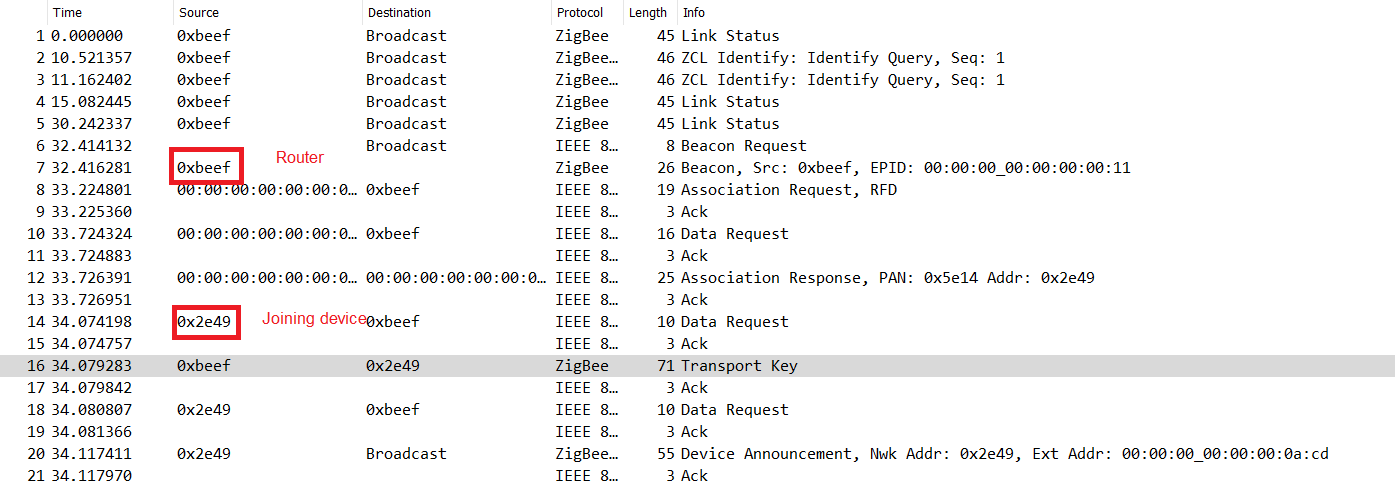 Time Source Destination Protocol Length Info
1 0.000000 0xbeef Broadcast ZigBee 45 Link Status
2 10.521357 0xbeef Broadcast ZigBee… 46 ZCL Identify: Identify Query, Seq: 1
3 11.162402 0xbeef Broadcast ZigBee… 46 ZCL Identify: Identify Query, Seq: 1
4 15.082445 0xbeef Broadcast ZigBee 45 Link Status
5 30.242337 0xbeef Broadcast ZigBee 45 Link Status
6 32.414132 Broadcast IEEE 8… 8 Beacon Request
Router
7 32.416281 0xbeef Broadcast ZigBee 26 Beacon, Src: 0xbeef, EPID: 00:00:00_00:00:00:00:11
8 33.224801 00:00:00:00:00:00:0… 0xbeef IEEE 8… 19 Association Request, RFD
9 33.225360 IEEE 8… 3 Ack
10 33.724324 00:00:00:00:00:00:0… 0xbeef IEEE 8… 16 Data Request
11 33.724883 IEEE 8… 3 Ack
12 33.726391 00:00:00:00:00:00:0… 00:00:00:00:00:00:0… IEEE 8… 25 Association Response, PAN: 0x5e14 Addr: 0x2e49
13 33.726951 IEEE 8… 3 Ack
14 34.074198 0x2e49 Joining device 0xbeef IEEE 8… 10 Data Request
15 34.074757 IEEE 8… 3 Ack
16 34.079283 0xbeef 0x2e49 ZigBee 71 Transport Key
17 34.079842 IEEE 8… 3 Ack
18 34.080807 0x2e49 0xbeef IEEE 8… 10 Data Request
19 34.081366 IEEE 8… 3 Ack
20 34.117411 0x2e49 Broadcast ZigBee… 55 Device Announcement, Nwk Addr: 0x2e49, Ext Addr: 00:00:00_00:00:00:0a:cd
21 34.117970 IEEE 8… 3 Ack